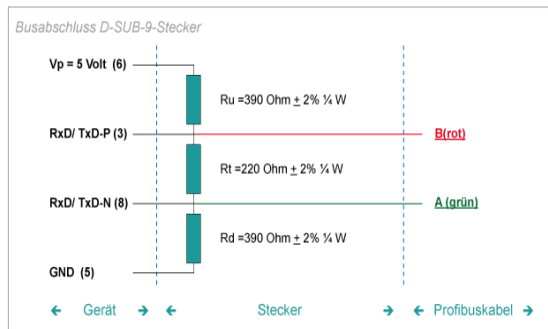 Busabschluss D-SUB-9-Stecker
Vp = 5 Volt (6)
Ru =390 Ohm ± 2% ¼ W
RxD/ TxD-P (3)
B(rot)
Rt =220 Ohm ± 2% ¼ W
RxD/ TxD-N (8)
A (grün)
Rd =390 Ohm ± 2% ¼ W
GND (5)
← Gerät → ← Stecker → ← Profibuskabel →